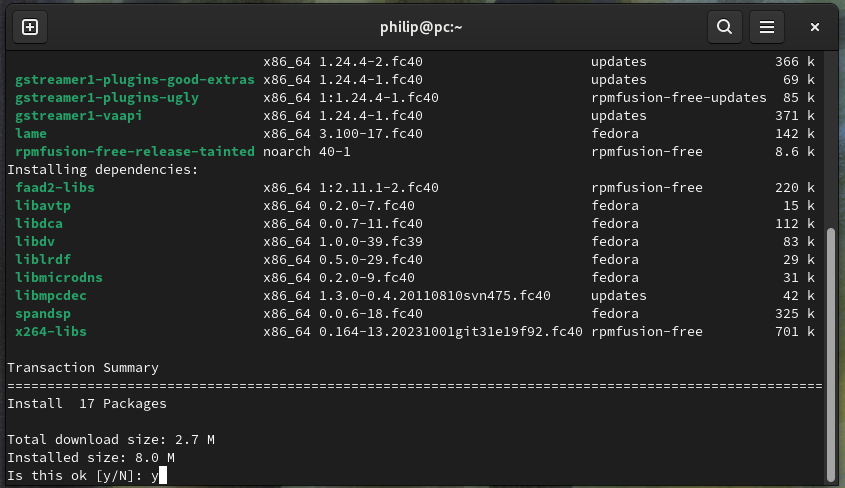 philip@pc:~
x86_64 1.24.4-2.fc40 updates 366 k
gstreamer1-plugins-good-extras x86_64 1.24.4-1.fc40 updates 69 k
gstreamer1-plugins-ugly x86_64 1:1.24.4-1.fc40 rpmfusion-free-updates 85 k
gstreamer1-vaapi x86_64 1.24.4-1.fc40 updates 371 k
lame x86_64 3.100-17.fc40 fedora 142 k
rpmfusion-free-release-tainted noarch 40-1 rpmfusion-free 8.6 k
Installing dependencies:
faad2-libs x86_64 1:2.11.1-2.fc40 rpmfusion-free 220 k
libavtp x86_64 0.2.0-7.fc40 fedora 15 k
libdca x86_64 0.0.7-11.fc40 fedora 112 k
libdv x86_64 1.0.0-39.fc39 fedora 83 k
liblrdf x86_64 0.5.0-29.fc40 fedora 29 k
libmicrodns x86_64 0.2.0-9.fc40 fedora 31 k
libmpcdec x86_64 1.3.0-0.4.20110810svn475.fc40 updates 42 k
spandsp x86_64 0.0.6-18.fc40 fedora 325 k
x264-libs x86_64 0.164-13.20231001git31e19f92.fc40 rpmfusion-free 701 k
Transaction Summary
======================================================================================================
Install  17 Packages
Total download size: 2.7 M
Installed size: 8.0 M
Is this ok [y/N]: y